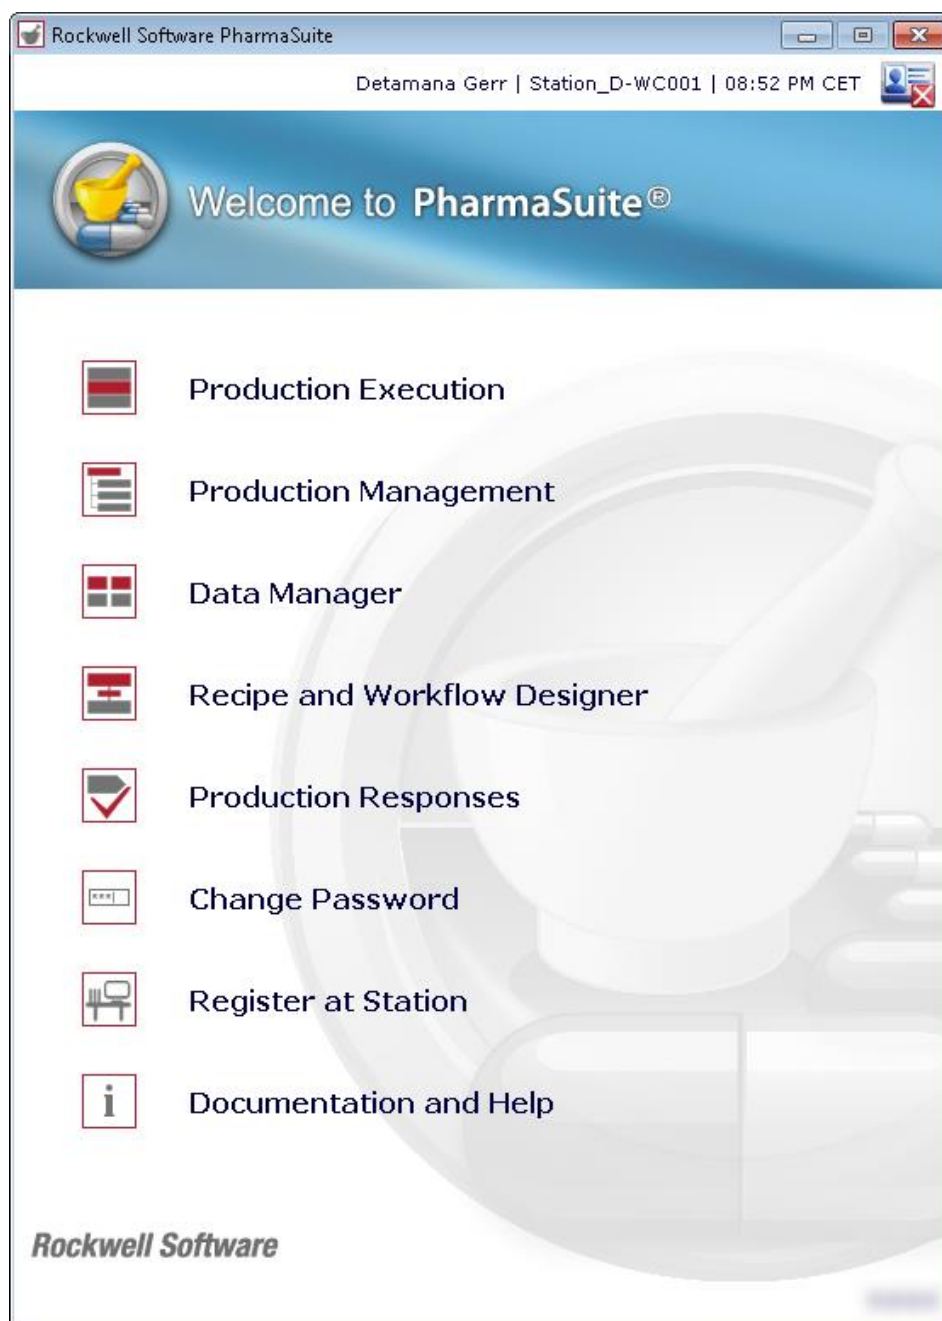 Rockwell Software PharmaSuite
Detamana Gerr | Station_D-WC001 | 08:52 PM CET
Welcome to PharmaSuite®
Production Execution
Production Management
Data Manager
Recipe and Workflow Designer
Production Responses
***
Change Password
Register at Station
i
Documentation and Help
Rockwell Software